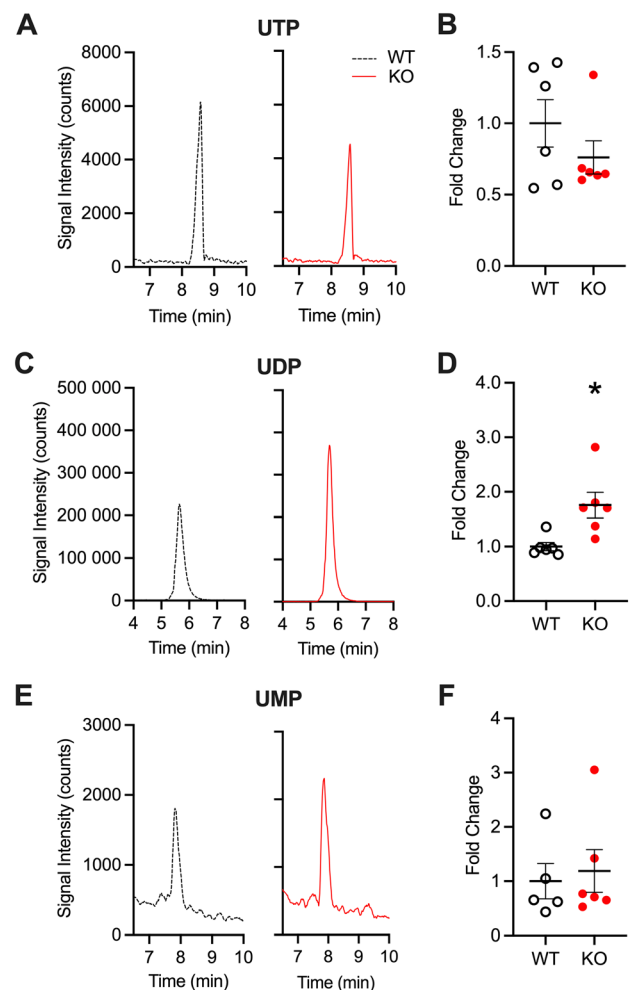 A
UTP
B
Signal Intensity (counts)
8000
6000
4000
2000
0
7 8 9 10
Time (min)
WT
KO
7 8 9 10
Time (min)
Fold Change
1.5
1.0
0.5
0.0
WT KO
C
UDP
D
Signal Intensity (counts)
500 000
400 000
300 000
200 000
100 000
0
4 5 6 7 8
Time (min)
4 5 6 7 8
Time (min)
Fold Change
4.0
3.0
2.0
1.0
0.0
*
WT KO
E
UMP
F
Signal Intensity (counts)
3000
2000
1000
0
7 8 9 10
Time (min)
7 8 9 10
Time (min)
Fold Change
4
3
2
1
0
WT KO